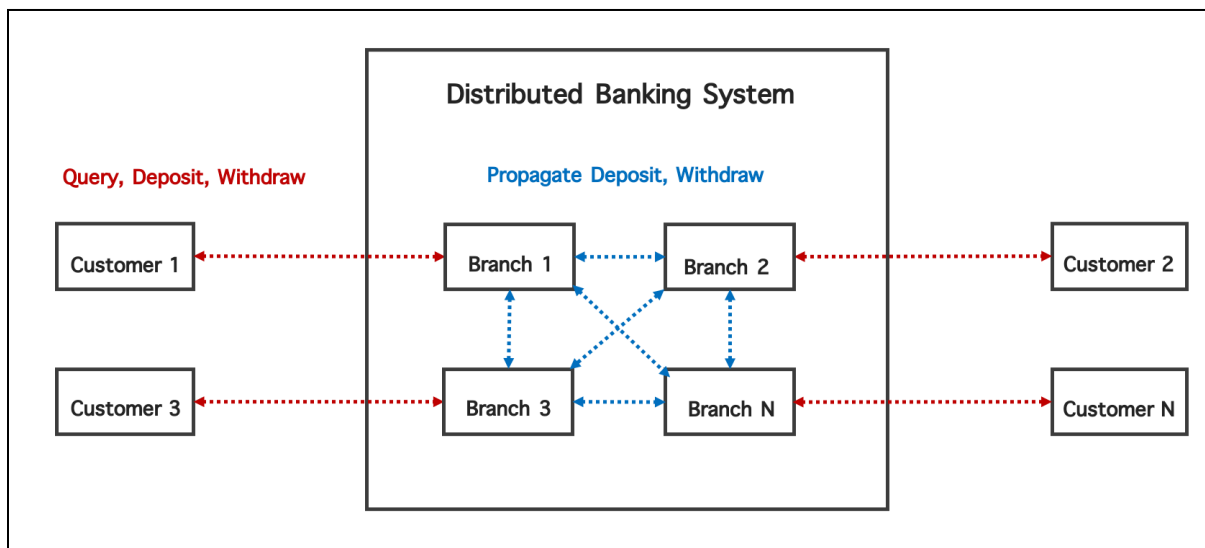 Distributed Banking System
Query, Deposit, Withdraw
Propagate Deposit, Withdraw
Customer 1
Branch 1
Branch 2
Customer 2
Customer 3
Branch 3
Branch N
Customer N